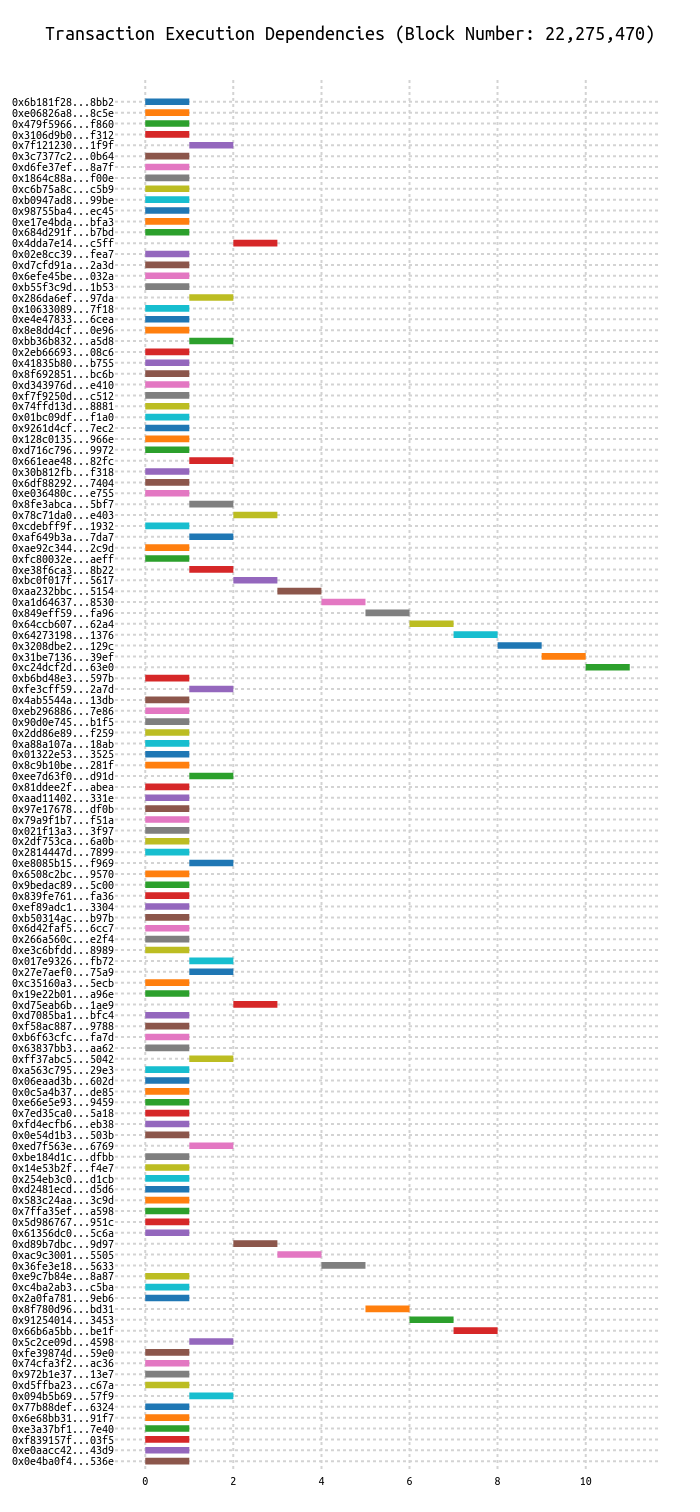 Transaction Execution Dependencies (Block Number: 22,275,470)
0x6b181f28...8bb2
0xe06826a8...8c5e
0x479f5966...f860
0x3106d9b0...f312
0x7f121230...1f9f
0x3c7377c2...0b64
0xd6fe37ef...8a7f
0x1864c88a...f00e
0xc6b75a8c...c5b9
0xb0947ad8...99be
0x98755ba4...ec45
0xe17e4bda...bfa3
0x684d291f...b7bd
0x4dda7e14...c5ff
0x02e8cc39...fea7
0xd7cfd91a...2a3d
0x6efe45be...032a
0xb55f3c9d...1b53
0x286da6ef...97da
0x10633089...7f18
0xe4e47833...6cea
0x8e8dd4cf...0e96
0xbb36b832...a5d8
0x2eb66693...08c6
0x41835b80...b755
0x8f692851...bc6b
0xd343976d...e410
0xf7f9250d...c512
0x74ffd13d...8881
0x01bc09df...f1a0
0x9261d4cf...7ec2
0x128c0135...966e
0xd716c796...9972
0x661eae48...82fc
0x30b812fb...f318
0x6df88292...7404
0xe036480c...e755
0x8fe3abca...5bf7
0x78c71da0...e403
0xcdebff9f...1932
0xaf649b3a...7da7
0xae92c344...2c9d
0xfc80032e...aeff
0xe38f6ca3...8b22
0xbc0f017f...5617
0xaa232bbc...5154
0xa1d64637...8530
0x849eff59...fa96
0x64ccb607...62a4
0x64273198...1376
0x3208dbe2...129c
0x31be7136...39ef
0xc24dcf2d...63e0
0xb6bd48e3...597b
0xfe3cff59...2a7d
0x4ab5544a...13db
0xeb296886...7e86
0x90d0e745...b1f5
0x2dd86e89...f259
0xa88a107a...18ab
0x01322e53...3525
0x8c9b10be...281f
0xee7d63f0...d91d
0x81ddee2f...abea
0xaad11402...331e
0x97e17678...df0b
0x79a9f1b7...f51a
0x021f13a3...3f97
0x2df753ca...6a0b
0x2814447d...7899
0xe8085b15...f969
0x6508c2bc...9570
0x9bedac89...5c00
0x839fe761...fa36
0xef89adc1...3304
0xb50314ac...b97b
0x6d42faf5...6cc7
0x266a560c...e2f4
0xe3c6bfdd...8989
0x017e9326...fb72
0x27e7aef0...75a9
0xc35160a3...5ecb
0x19e22b01...a96e
0xd75eab6b...1ae9
0xd7085ba1...bfc4
0xf58ac887...9788
0xb6f63cfc...fa7d
0x63837bb3...aa62
0xff37abc5...5042
0xa563c795...29e3
0x06eaad3b...602d
0x0c5a4b37...de85
0xe66e5e93...9459
0x7ed35ca0...5a18
0xfd4ecfb6...eb38
0x0e54d1b3...503b
0xed7f563e...6769
0xbe184d1c...dfbb
0x14e53b2f...f4e7
0x254eb3c0...d1cb
0xd2481ecd...d5d6
0x583c24aa...3c9d
0x7ffa35ef...a598
0x5d986767...951c
0x61356dc0...5c6a
0xd89b7dbc...9d97
0xac9c3001...5505
0x36fe3e18...5633
0xe9c7b84e...8a87
0xc4ba2ab3...c5ba
0x2a0fa781...9eb6
0x8f780d96...bd31
0x91254014...3453
0x66b6a5bb...be1f
0x5c2ce09d...4598
0xfe39874d...59e0
0x74cfa3f2...ac36
0x972b1e37...13e7
0xd5ffba23...c67a
0x094b5b69...57f9
0x77b88def...6324
0x6e68bb31...91f7
0xe3a37bf1...7e40
0xf839157f...03f5
0xe0aacc42...43d9
0x0e4ba0f4...536e
0 2 4 6 8 10